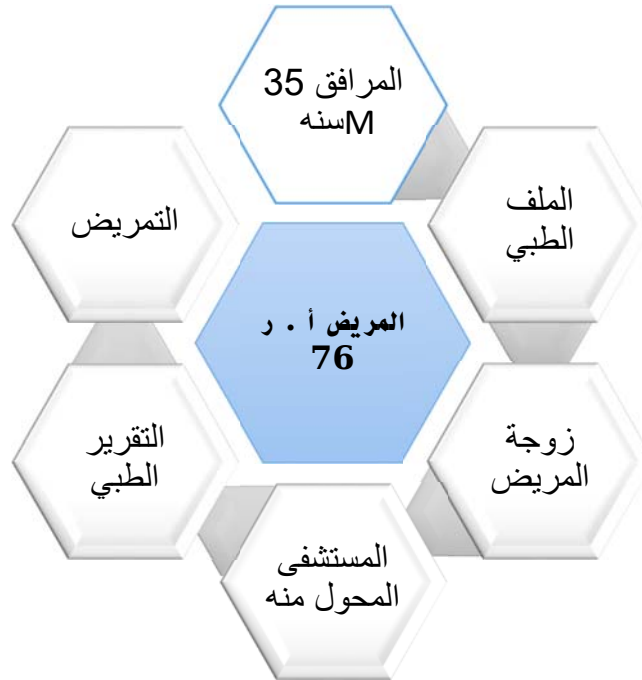 المرافق 35
سنهM
الملف
الطبي
التمريض
المريض أ . ر
76
زوجة
المريض
التقرير
الطبي
المستشفى
المحول منه